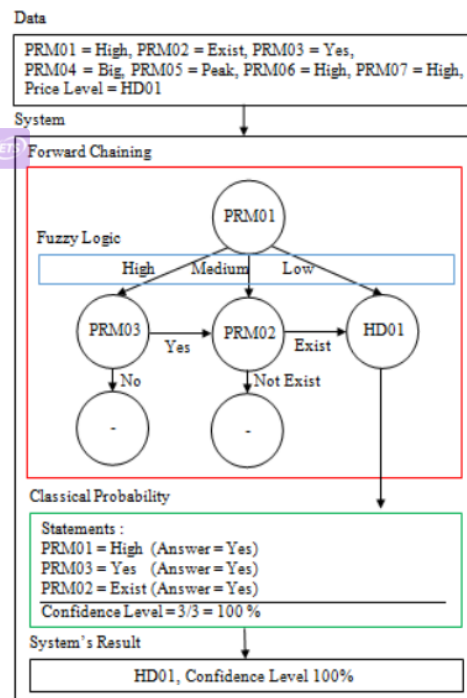 Data
PRM01 = High, PRM02 = Exist, PRM03 = Yes,
PRM04 = Big, PRM05 = Peak, PRM06 = High, PRM07 = High,
Price Level = HD01
System
ETS
Forward Chaining
PRM01
Fuzzy Logic
High Medium Low
PRM03 Yes PRM02 Exist HD01
No Not Exist
- -
Classical Probability
Statements :
PRM01 = High (Answer = Yes)
PRM03 = Yes (Answer = Yes)
PRM02 = Exist (Answer = Yes)
Confidence Level = 3/3 = 100 %
System's Result
HD01, Confidence Level 100%